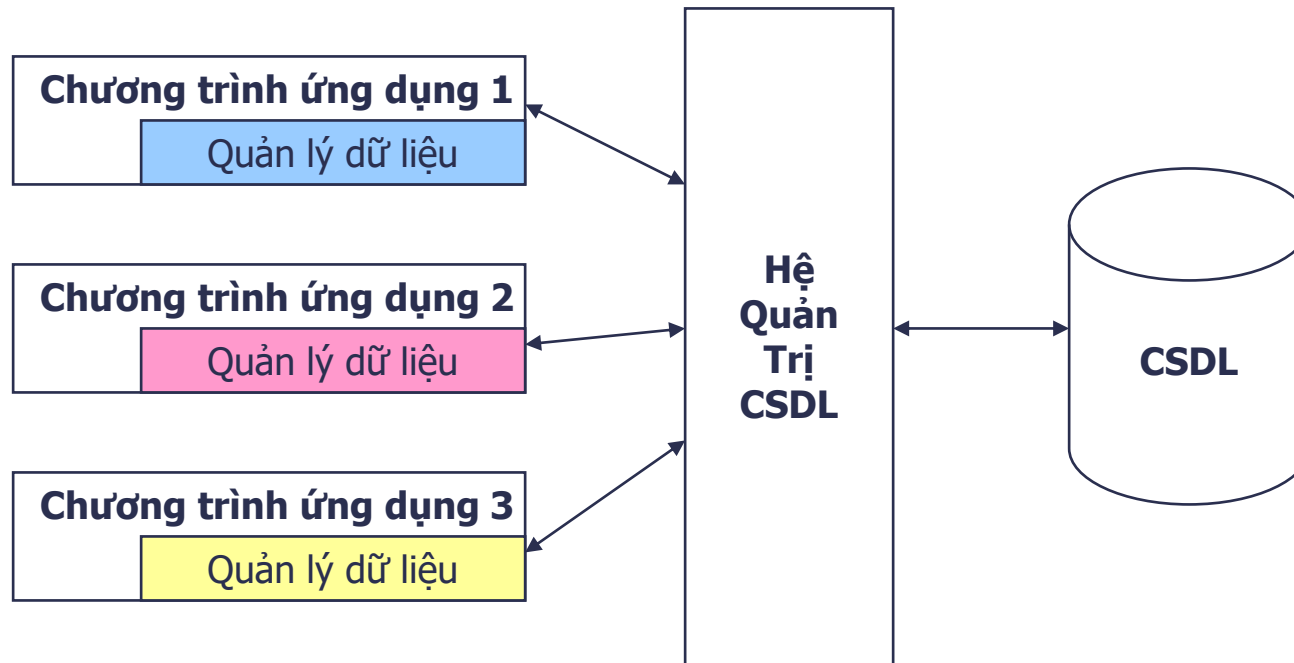 Chương trình ứng dụng 1
Quản lý dữ liệu
Chương trình ứng dụng 2
Quản lý dữ liệu
Chương trình ứng dụng 3
Quản lý dữ liệu
Hệ
Quản
Trị
CSDL
CSDL